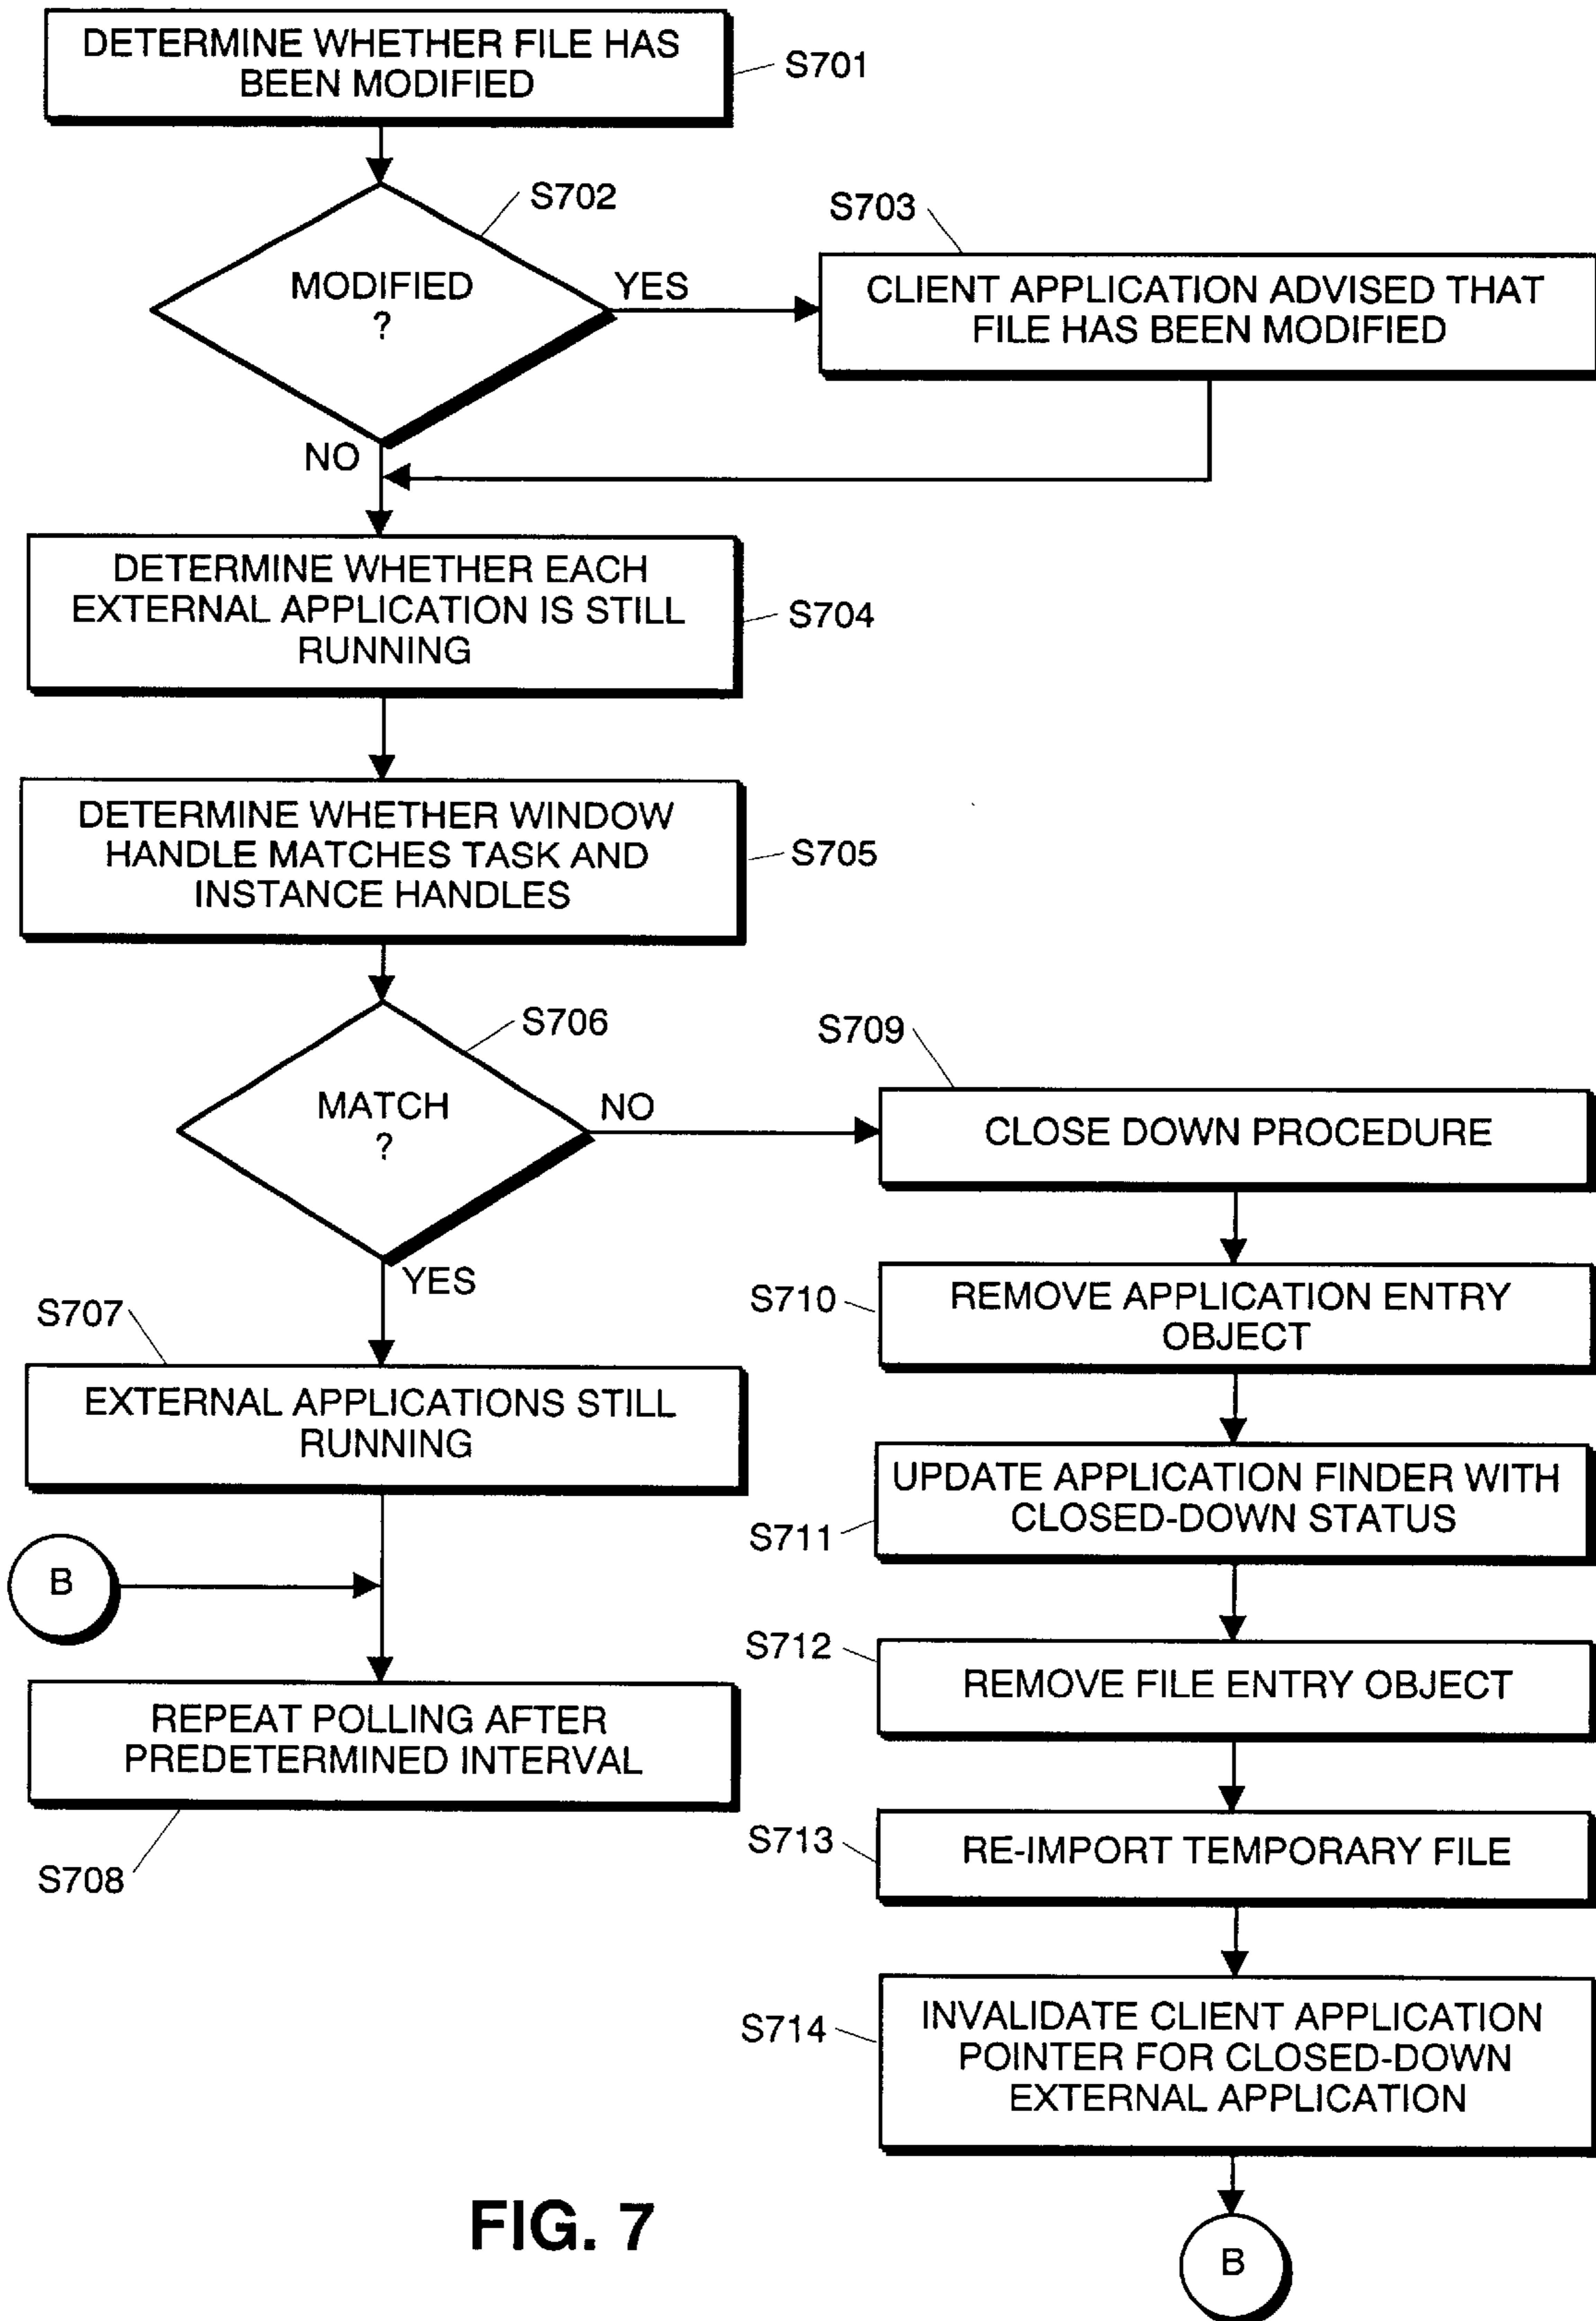 DETERMINE WHETHER FILE HAS
BEEN MODIFIED
S701
S702
MODIFIED
?
YES
NO
S703
CLIENT APPLICATION ADVISED THAT
FILE HAS BEEN MODIFIED
DETERMINE WHETHER EACH
EXTERNAL APPLICATION IS STILL
RUNNING
S704
DETERMINE WHETHER WINDOW
HANDLE MATCHES TASK AND
INSTANCE HANDLES
S705
S706
MATCH
?
NO
YES
S707
EXTERNAL APPLICATIONS STILL
RUNNING
B
REPEAT POLLING AFTER
PREDETERMINED INTERVAL
S708
S709
CLOSE DOWN PROCEDURE
S710
REMOVE APPLICATION ENTRY
OBJECT
UPDATE APPLICATION FINDER WITH
CLOSED-DOWN STATUS
S711
S712
REMOVE FILE ENTRY OBJECT
S713
RE-IMPORT TEMPORARY FILE
S714
INVALIDATE CLIENT APPLICATION
POINTER FOR CLOSED-DOWN
EXTERNAL APPLICATION
B
FIG. 7